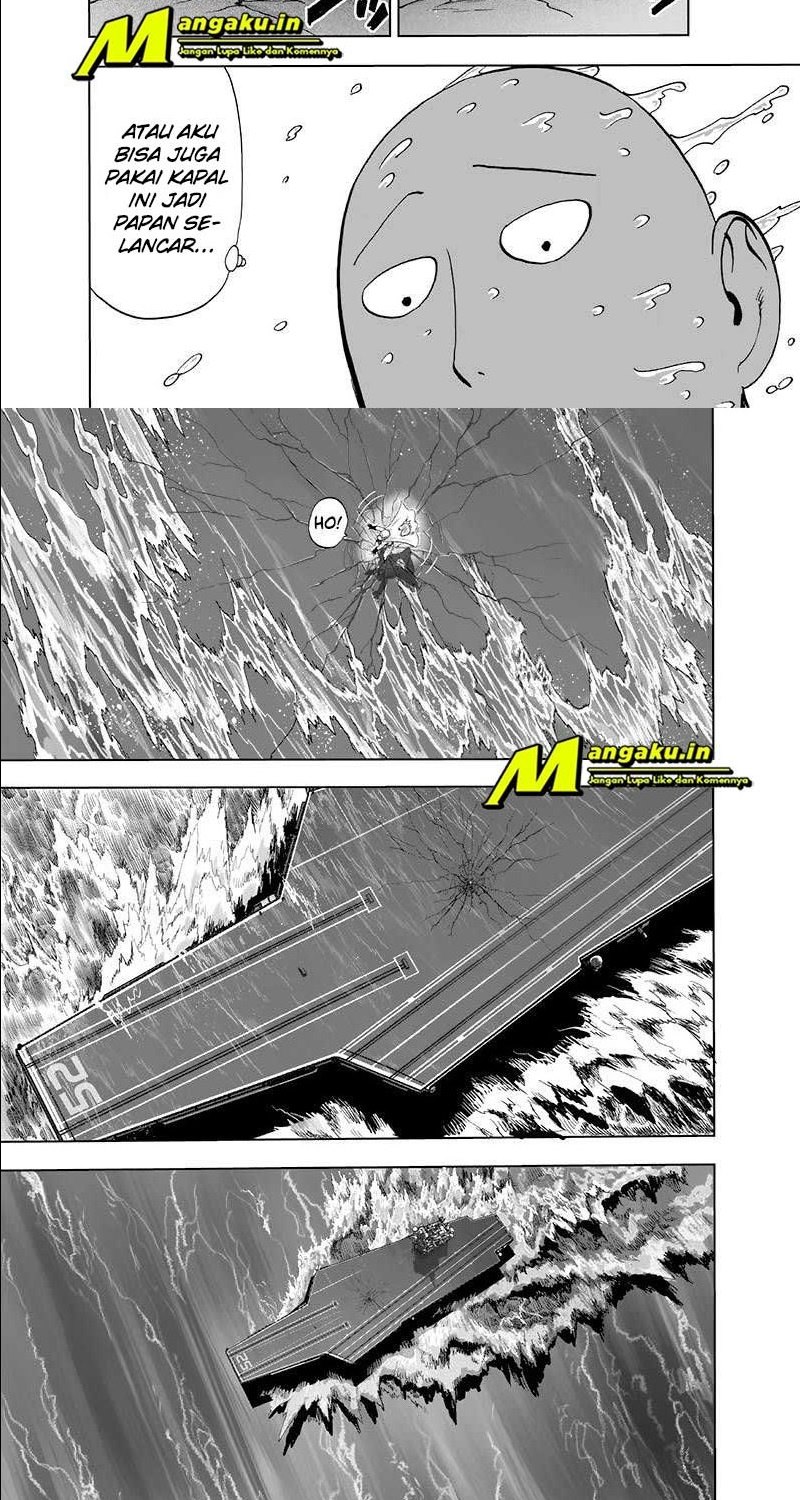 Mangaku.in
Jangan Lupa Like dan Komennya
ATAU AKU
BISA JUGA
PAKAI KAPAL
INI JADI
PAPAN SE-
LANCAR...
HO!
Mangaku.in
Jangan Lupa Like dan Komennya
25
25